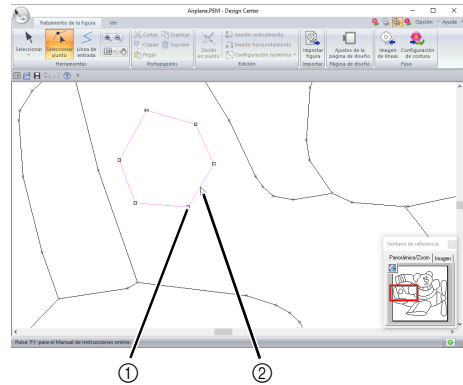 Airplane.PEM - Design Center
Tratamiento de la figura Ver Opción Ayuda
Seleccionar
Seleccionar punto
Línea de entrada
Herramientas
Cortar Duplicar
Copiar Suprimir
Pegar
Portapapeles
Dividir en punto
Invertir verticalmente
Invertir horizontalmente
Configuración numérica
Edición
Importar figura
Importar
Ajustes de la página de diseño
Página de diseño
Imagen de líneas
Configuración de costura
Fase
Ventana de referencia
Panorámica/Zoom Imagen
Pulse 'F1' para el Manual de instrucciones online.
① ②